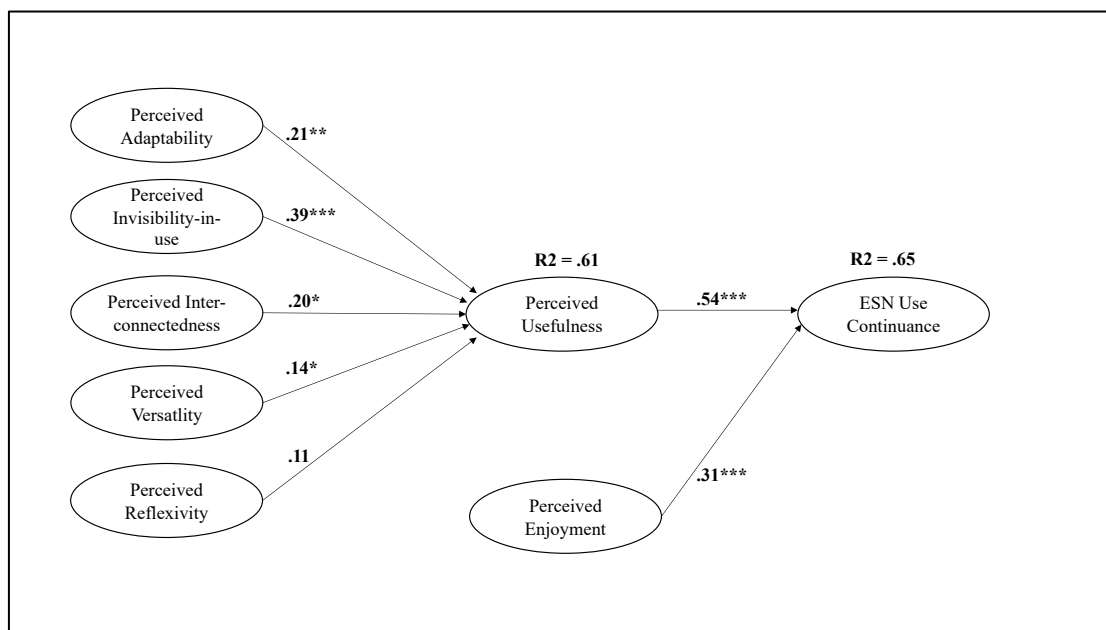 Perceived
Adaptability
.21**
Perceived
Invisibility-in-
use
.39***
R2 = .61
R2 = .65
Perceived Inter-
connectedness
.20*
Perceived
Usefulness
.54***
ESN Use
Continuance
.14*
Perceived
Versatlity
.11
Perceived
Reflexivity
.31***
Perceived
Enjoyment